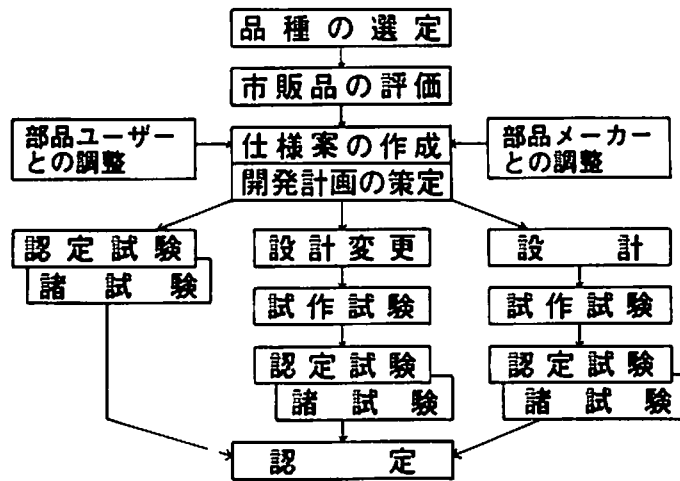 品種の選定
市販品の評価
部品ユーザー
との調整
仕様案の作成
開発計画の策定
部品メーカー
との調整
認定試験
諸試験
設計変更
試作試験
認定試験
諸試験
設計
試作試験
認定試験
諸試験
認定